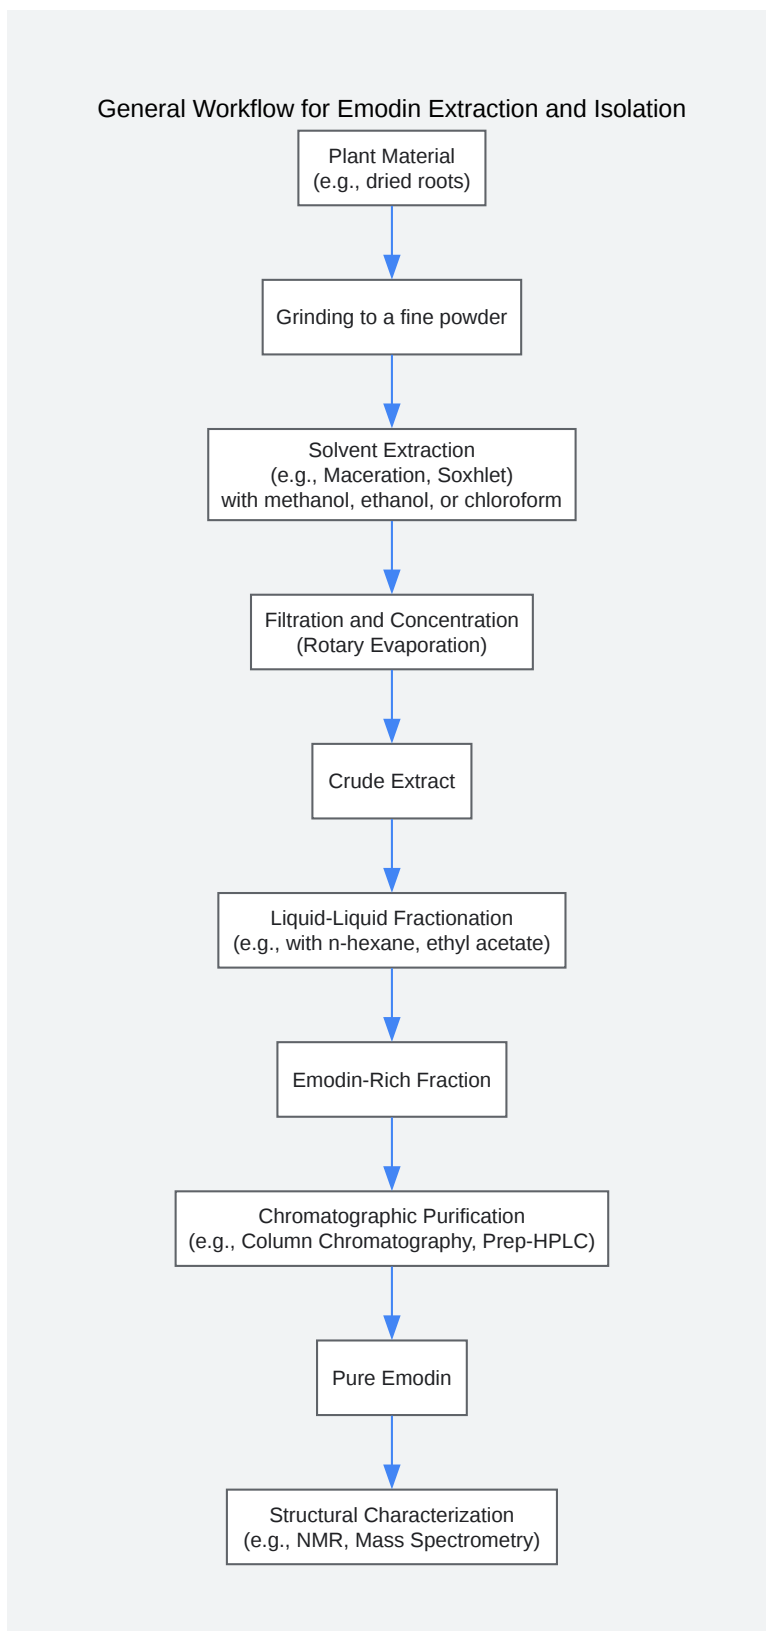 General Workflow for Emodin Extraction and Isolation
Plant Material
(e.g., dried roots)
Grinding to a fine powder
Solvent Extraction
(e.g., Maceration, Soxhlet)
with methanol, ethanol, or chloroform
Filtration and Concentration
(Rotary Evaporation)
Crude Extract
Liquid-Liquid Fractionation
(e.g., with n-hexane, ethyl acetate)
Emodin-Rich Fraction
Chromatographic Purification
(e.g., Column Chromatography, Prep-HPLC)
Pure Emodin
Structural Characterization
(e.g., NMR, Mass Spectrometry)